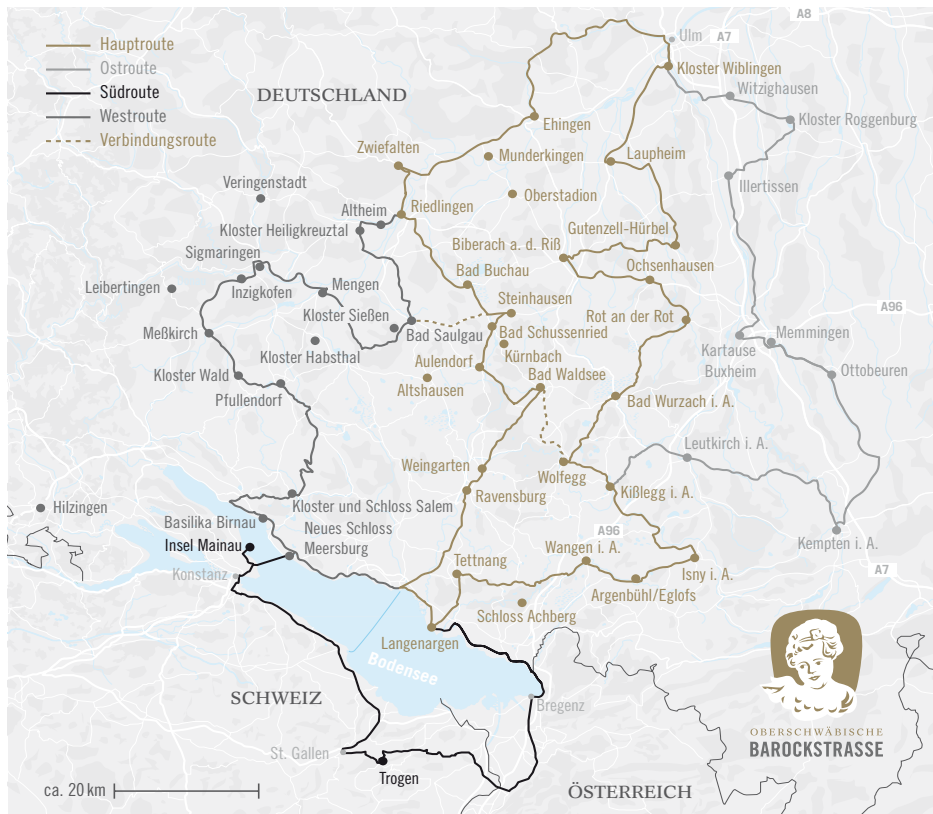 Hauptroute
Ostroute
Südroute
Westroute
Verbindungsroute
A8
Ulm
A7
DEUTSCHLAND
Kloster Wiblingen
Witzighausen
Ehingen
Kloster Roggenburg
Zwiefalten
Munderkingen
Laupheim
Veringenstadt
Illertissen
Oberstadion
Altheim
Riedlingen
Kloster Heiligkreuztal
Gutenzell-Hürbel
Biberach a. d. Riß
Sigmaringen
Ochsenhausen
Bad Buchau
Leibertingen
Inzigkofen
Mengen
Steinhausen
A96
Kloster Sießen
Rot an der Rot
Meßkirch
Bad Saulgau
Bad Schussenried
Memmingen
Kloster Habsthal
Kürnbach
Kartause
Buxheim
Aulendorf
Kloster Wald
Altshausen
Bad Waldsee
Ottobeuren
Pfullendorf
Bad Wurzach i. A.
Leutkirch i. A.
Weingarten
Wolfegg
Ravensburg
Kißlegg i. A.
Hilzingen
Kloster und Schloss Salem
Basilika Birnau
Neues Schloss
Meersburg
Insel Mainau
A96
Kempten i. A.
Wangen i. A.
Tettnang
Isny i. A.
A7
Konstanz
Argenbühl/Eglofs
Schloss Achberg
Langenargen
Bodensee
SCHWEIZ
Bregenz
OBERSCHWÄBISCHE
BAROCKSTRASSE
St. Gallen
Trogen
ca. 20 km
ÖSTERREICH